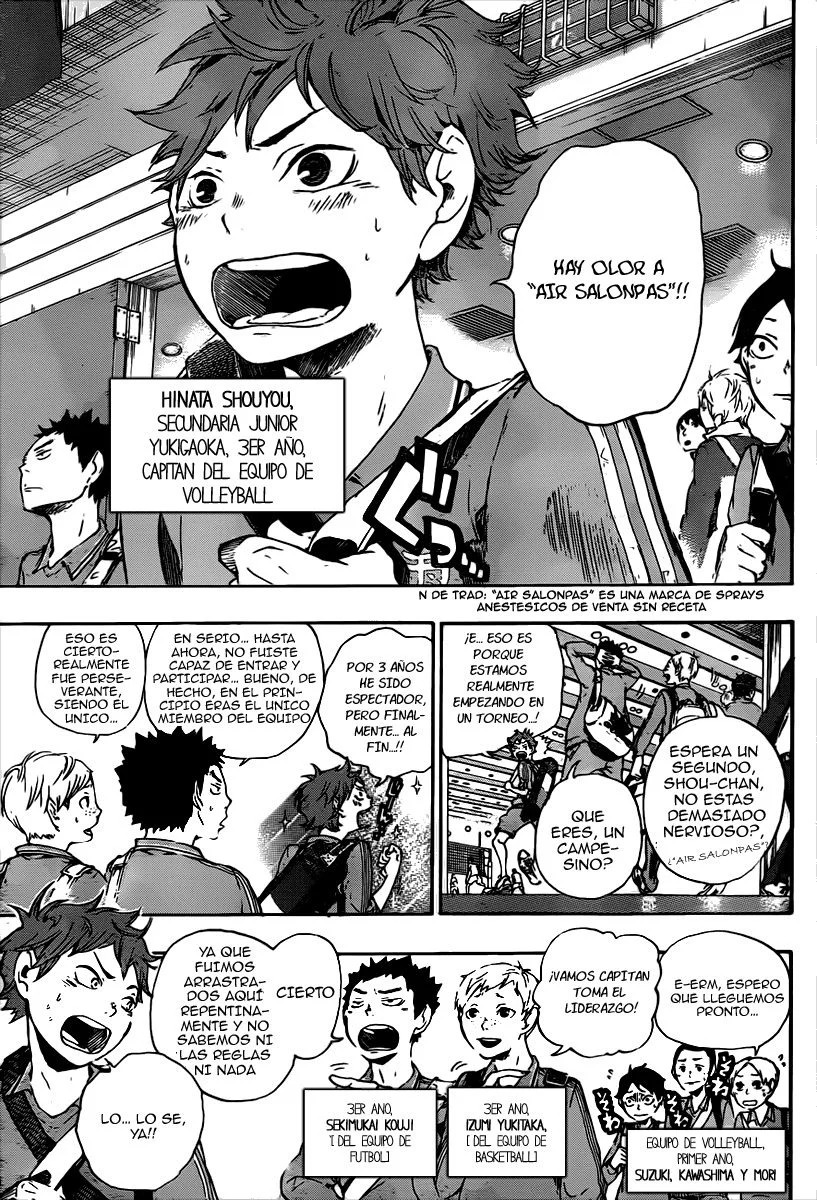 HAY OLOR A
"AIR SALONPAS"!!
HINATA SHOUYOU,
SECUNDARIA JUNIOR
YUKIGAOKA, 3ER AÑO,
CAPITAN DEL EQUIPO DE
VOLLEYBALL
N DE TRAD: "AIR SALONPAS" ES UNA MARCA DE SPRAYS
ANESTESICOS DE VENTA SIN RECETA
¡E... ESO ES
PORQUE
ESTAMOS
REALMENTE
EMPEZANDO EN
UN TORNEO...!
ESPERA UN
SEGUNDO,
SHOU-CHAN,
NO ESTAS
DEMASIADO
NERVIOSO?,
¿"AIR SALONPAS"?
QUE
ERES, UN
CAMPE-
SINO?
POR 3 AÑOS
HE SIDO
ESPECTADOR,
PERO FINAL-
MENTE... AL
FIN...!!
EN SERIO... HASTA
AHORA, NO FUISTE
CAPAZ DE ENTRAR Y
PARTICIPAR... BUENO, DE
HECHO, EN EL PRIN-
CIPIO ERAS EL UNICO
MIEMBRO DEL EQUIPO
ESO ES
CIERTO-
REALMENTE
FUE PERSE-
VERANTE,
SIENDO EL
UNICO...
E-ERM, ESPERO
QUE LLEGUEMOS
PRONTO...
¡VAMOS CAPITAN
TOMA EL
LIDERAZGO!
EQUIPO DE VOLLEYBALL,
PRIMER ANO,
SUZUKI, KAWASHIMA Y MORI
3ER ANO,
IZUMI YUKITAKA,
[DEL EQUIPO DE
BASKETBALL]
3ER ANO,
SEKIMUKAI KOUJI
[DEL EQUIPO DE
FUTBOL]
CIERTO
YA QUE
FUIMOS
ARRASTRA-
DOS AQUÍ
REPENTINA-
MENTE Y NO
SABEMOS NI
LAS REGLAS
NI NADA
LO... LO SE,
YA!!